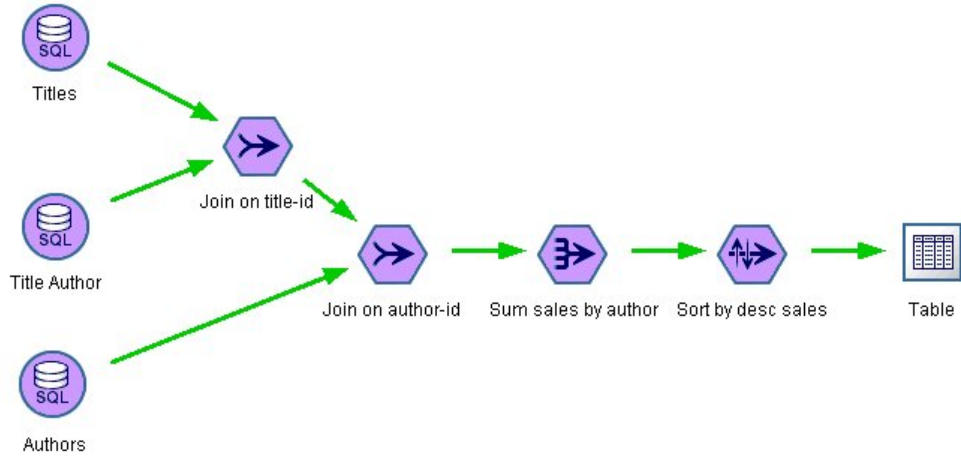 SQL
Titles
SQL
Title Author
SQL
Authors
Join on title-id
Join on author-id
Sum sales by author
Sort by desc sales
Table